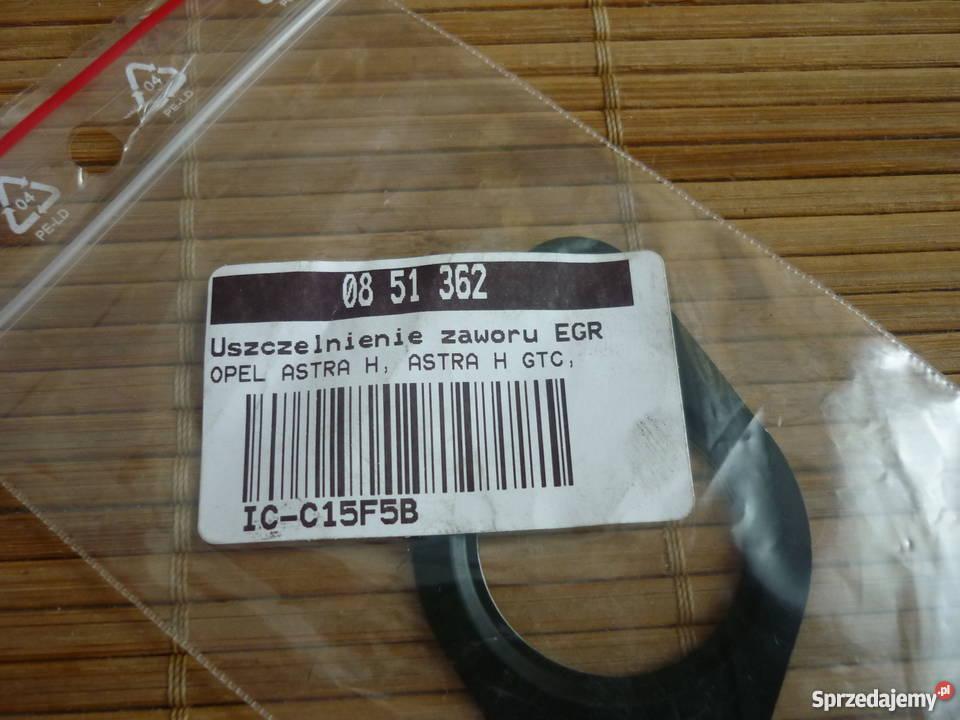 04
PE-LD
04
PE-LD
08 51 362
Uszczelnienie zaworu EGR
OPEL ASTRA H, ASTRA H GTC,
IC-C15F5B
Sprzedajemy.pl